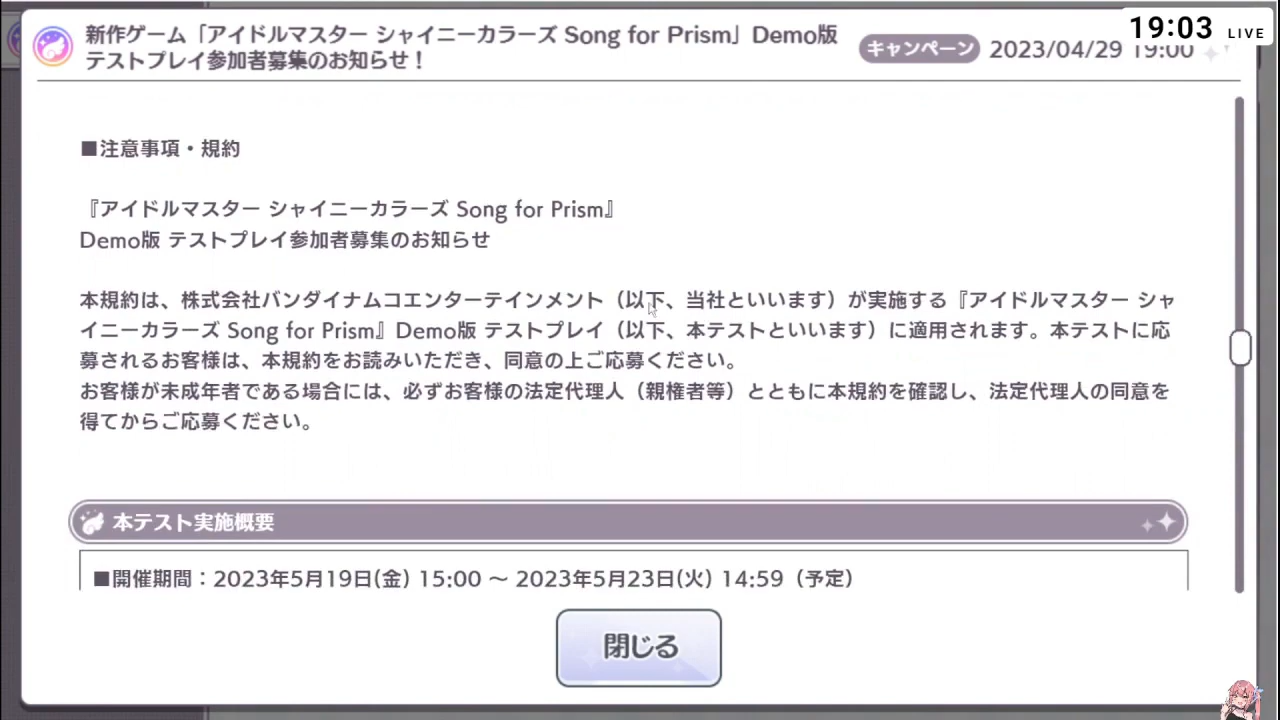 19:03 LIVE
新作ゲーム「アイドルマスター シャイニーカラーズ Song for Prism」Demo版
テストプレイ参加者募集のお知らせ！
キャンペーン 2023/04/29 19:00
■注意事項・規約
『アイドルマスター シャイニーカラーズ Song for Prism』
Demo版 テストプレイ参加者募集のお知らせ
本規約は、株式会社バンダイナムコエンターテインメント（以下、当社といいます）が実施する『アイドルマスター シャ
イニーカラーズ Song for Prism』Demo版 テストプレイ（以下、本テストといいます）に適用されます。本テストに応
募されるお客様は、本規約をお読みいただき、同意の上ご応募ください。
お客様が未成年者である場合には、必ずお客様の法定代理人（親権者等）とともに本規約を確認し、法定代理人の同意を
得てからご応募ください。
本テスト実施概要
■開催期間：2023年5月19日(金) 15:00 ～ 2023年5月23日(火) 14:59（予定）
閉じる